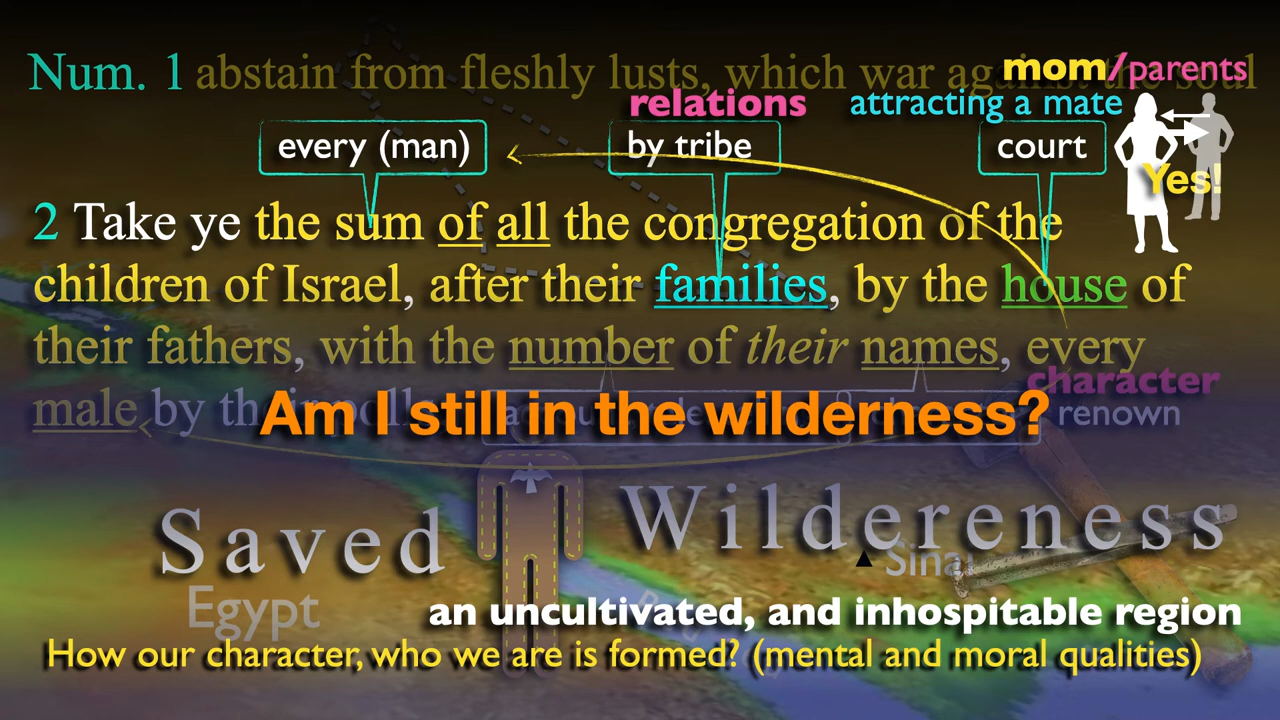 Num. 1 abstain from fleshly lusts, which war against the soul
mom/parents
relations attracting a mate
every (man) by tribe court
Yes!
2 Take ye the sum of all the congregation of the
children of Israel, after their families, by the house of
their fathers, with the number of their names, every
character
male by their polls
renown
Am I still in the wilderness?
Saved Wildereness
Sinai
Egypt
an uncultivated, and inhospitable region
How our character, who we are is formed? (mental and moral qualities)